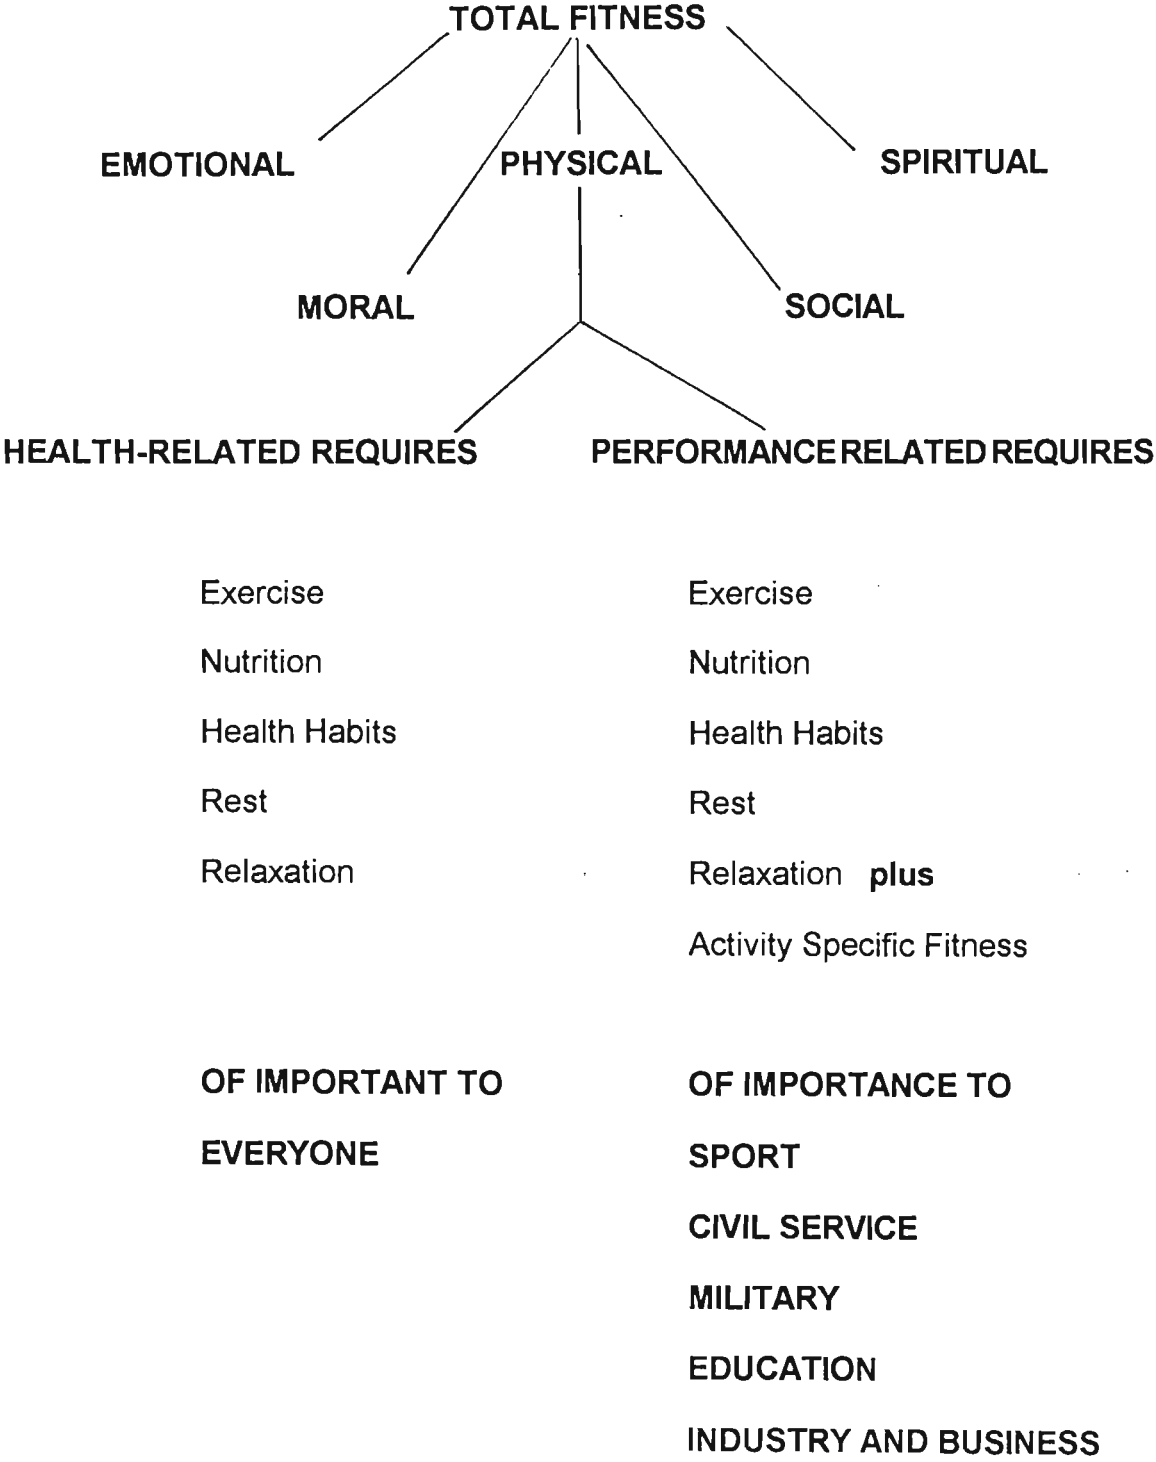 TOTAL FITNESS
EMOTIONAL
PHYSICAL
SPIRITUAL
MORAL
SOCIAL
HEALTH-RELATED REQUIRES
PERFORMANCE RELATED REQUIRES
Exercise
Nutrition
Health Habits
Rest
Relaxation
OF IMPORTANT TO
EVERYONE
Exercise
Nutrition
Health Habits
Rest
Relaxation plus
Activity Specific Fitness
OF IMPORTANCE TO
SPORT
CIVIL SERVICE
MILITARY
EDUCATION
INDUSTRY AND BUSINESS